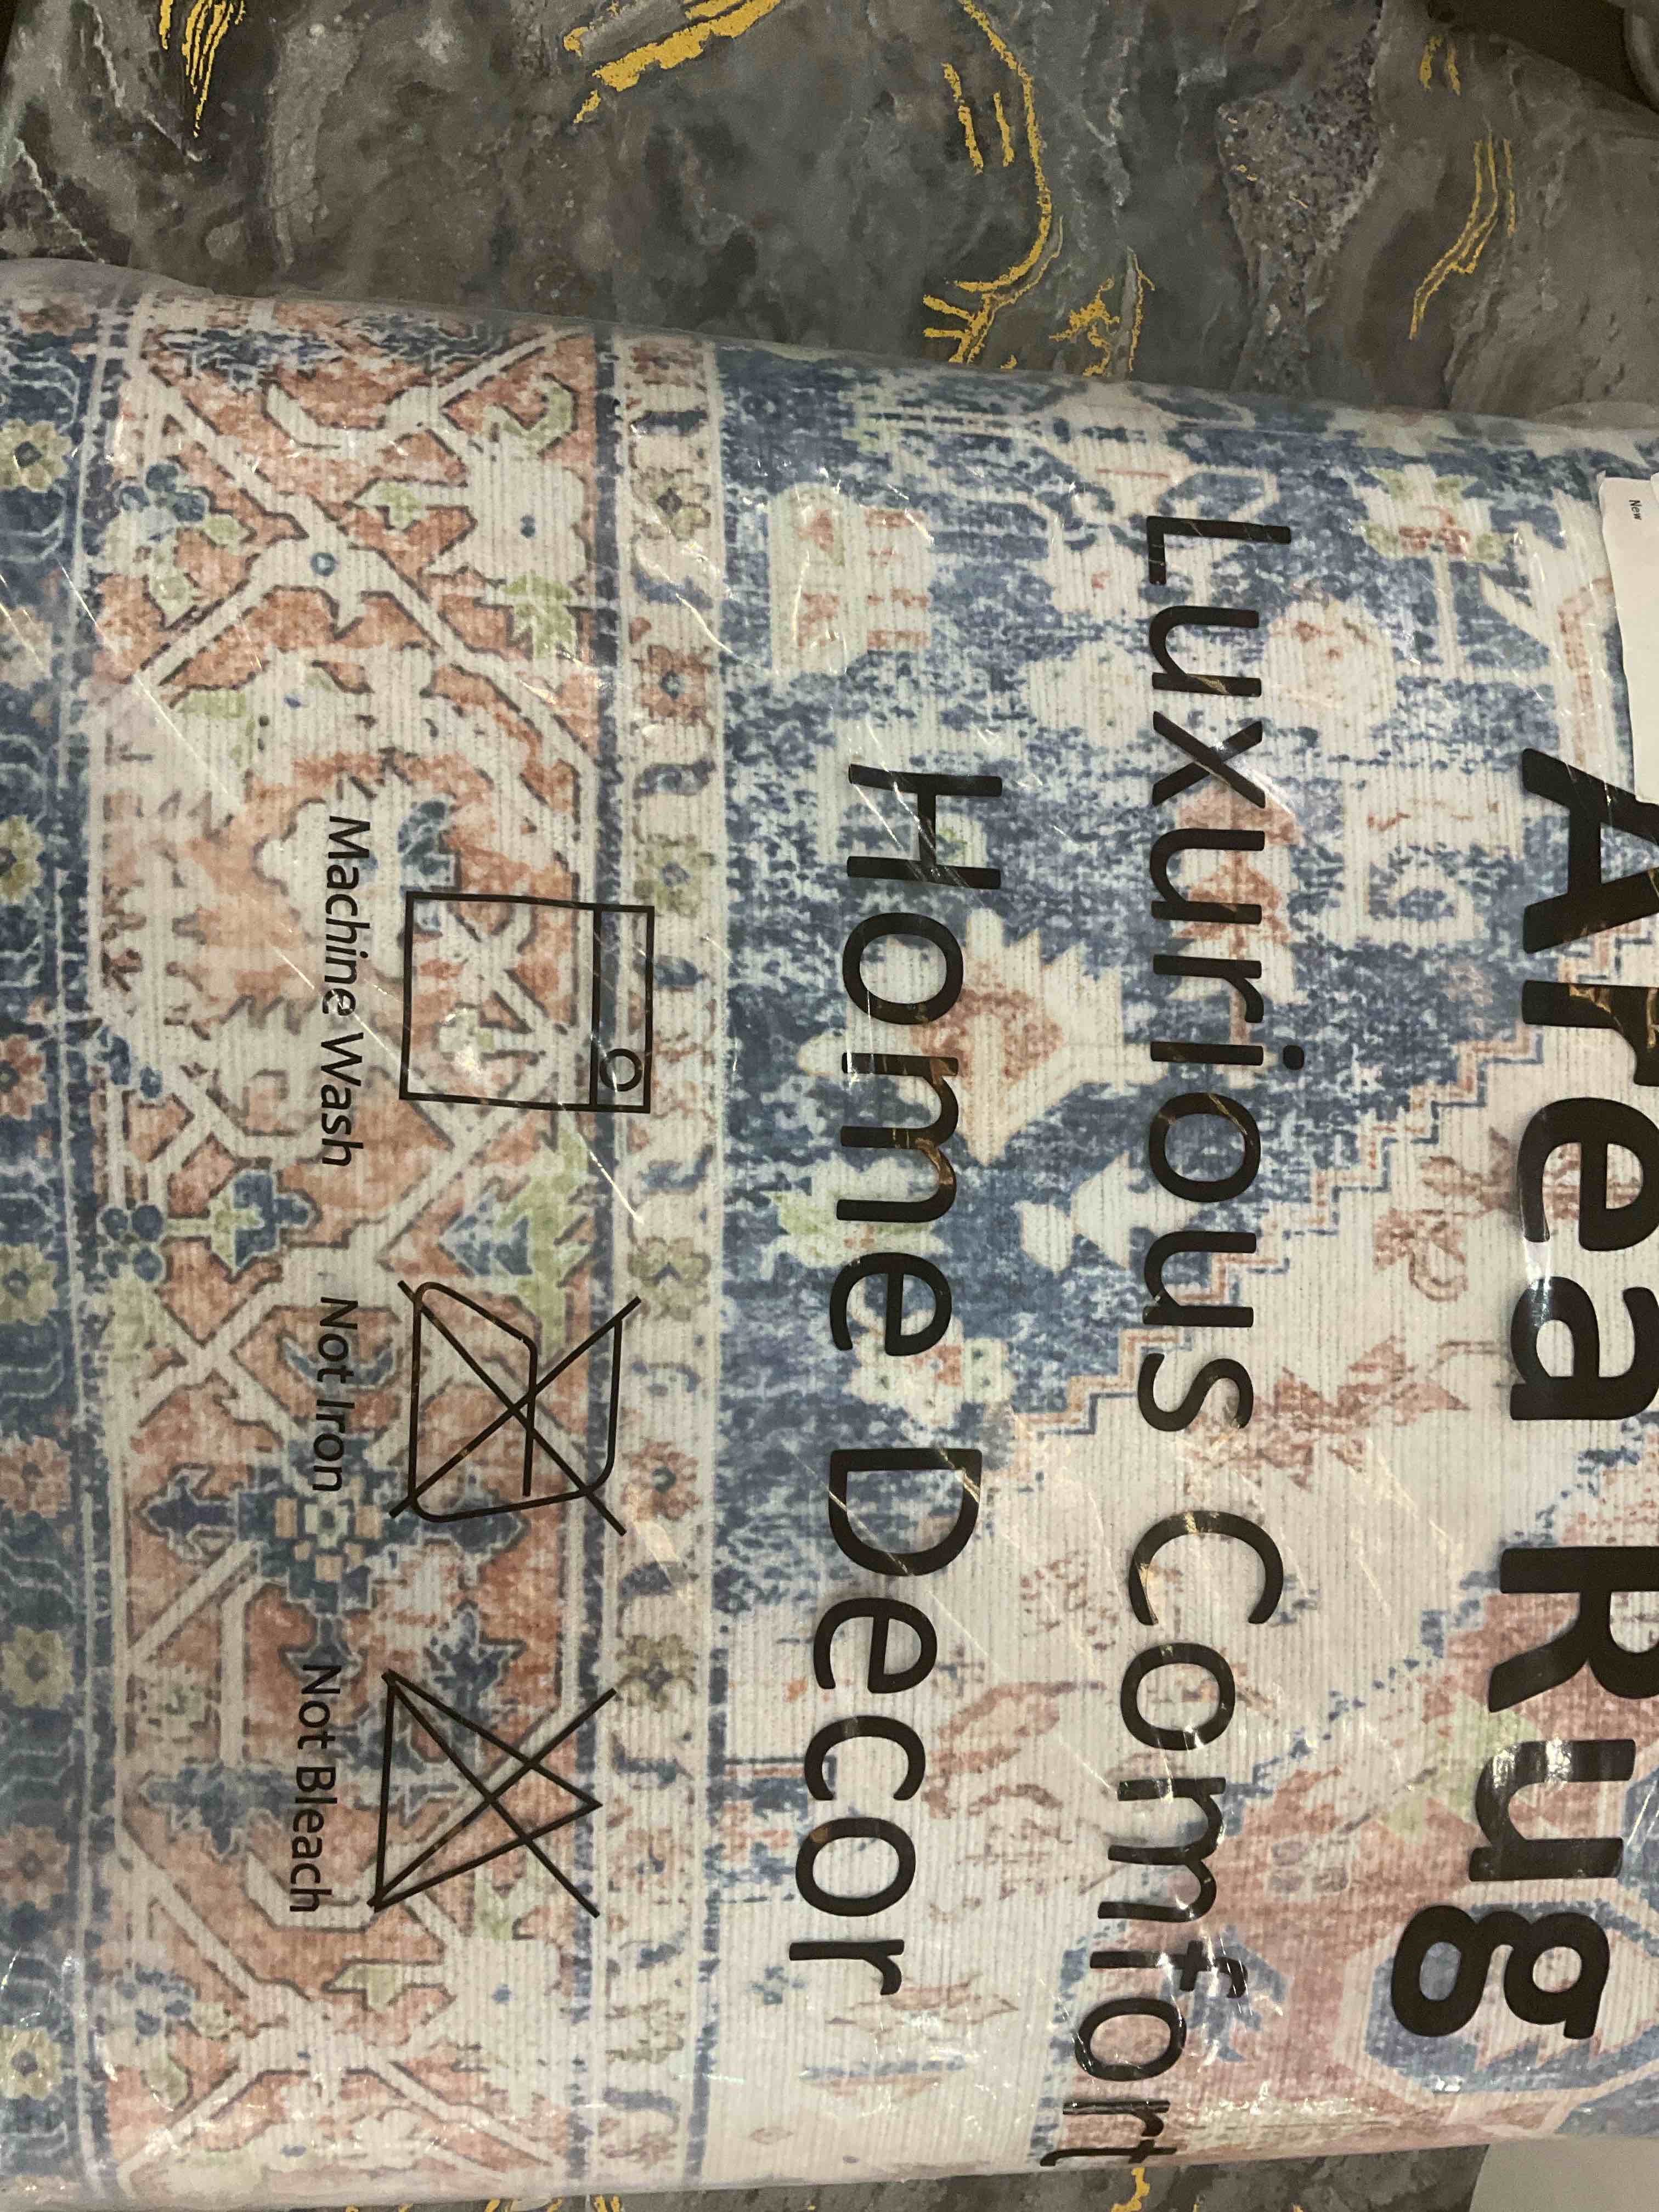 New
Area Rug
Luxurious Comfort
Home Decor
Machine Wash
Not Iron
Not Bleach